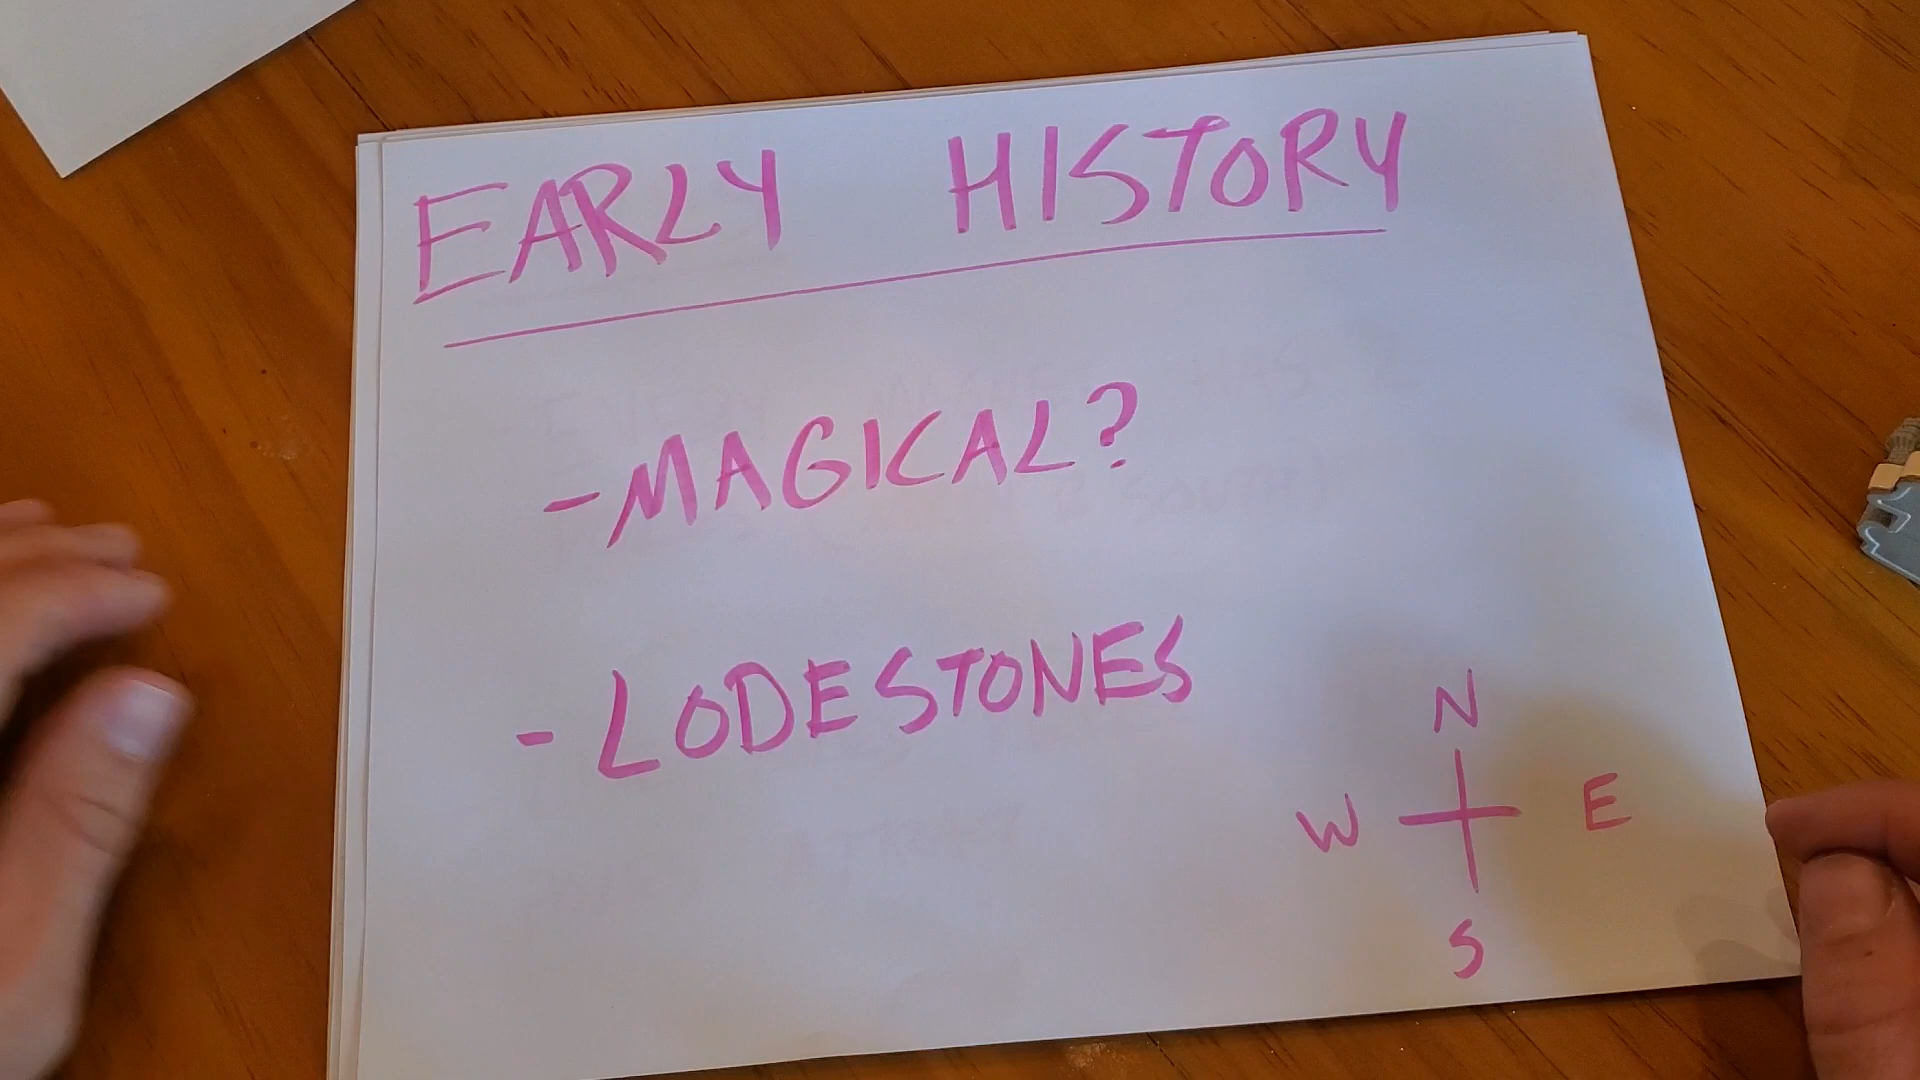 EARLY HISTORY
- MAGICAL?
- LODESTONES
N
W E
S